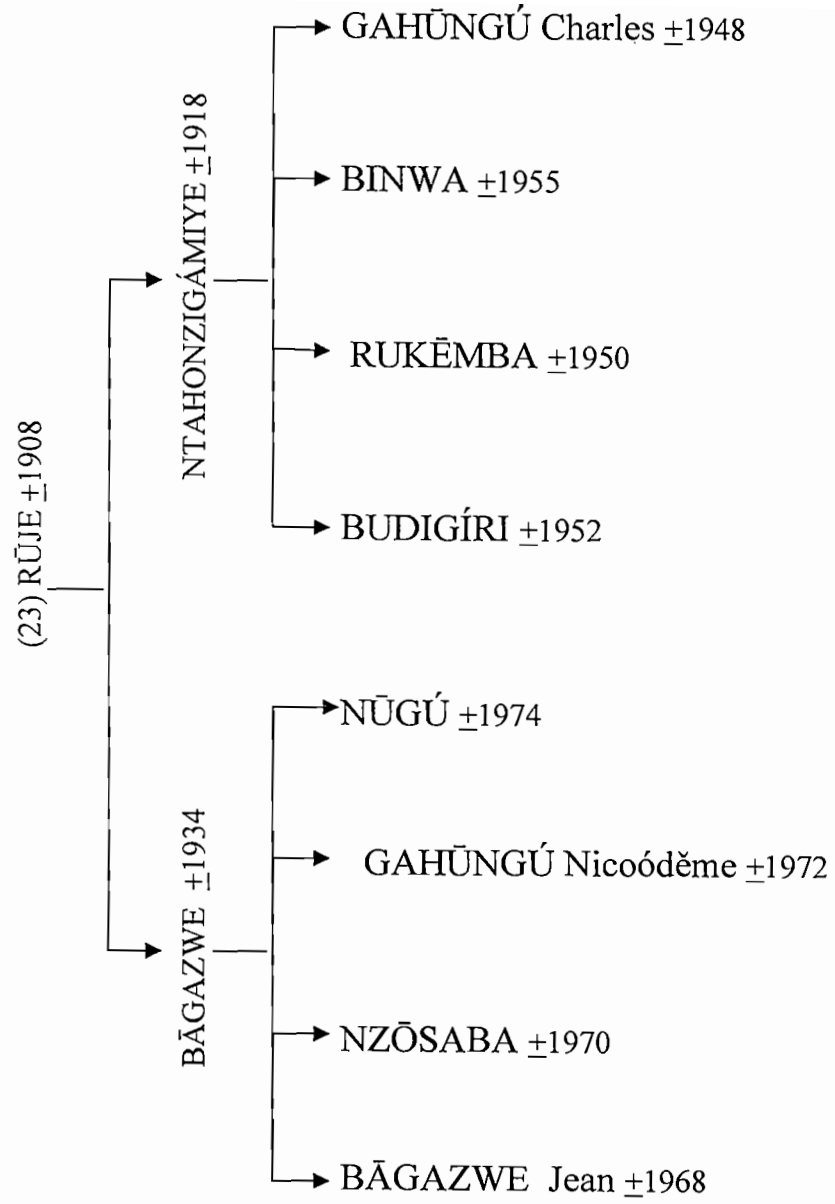 (23) RŪJE ±1908
NTAHONZIGÁMIYE ±1918
GAHŪNGÚ Charles ±1948
BINWA ±1955
RUKĒMBA ±1950
BUDIGÍRI ±1952
BĀGAZWE ±1934
NŪGÚ ±1974
GAHŪNGÚ Nicoóděme ±1972
NZŌSABA ±1970
BĀGAZWE Jean ±1968